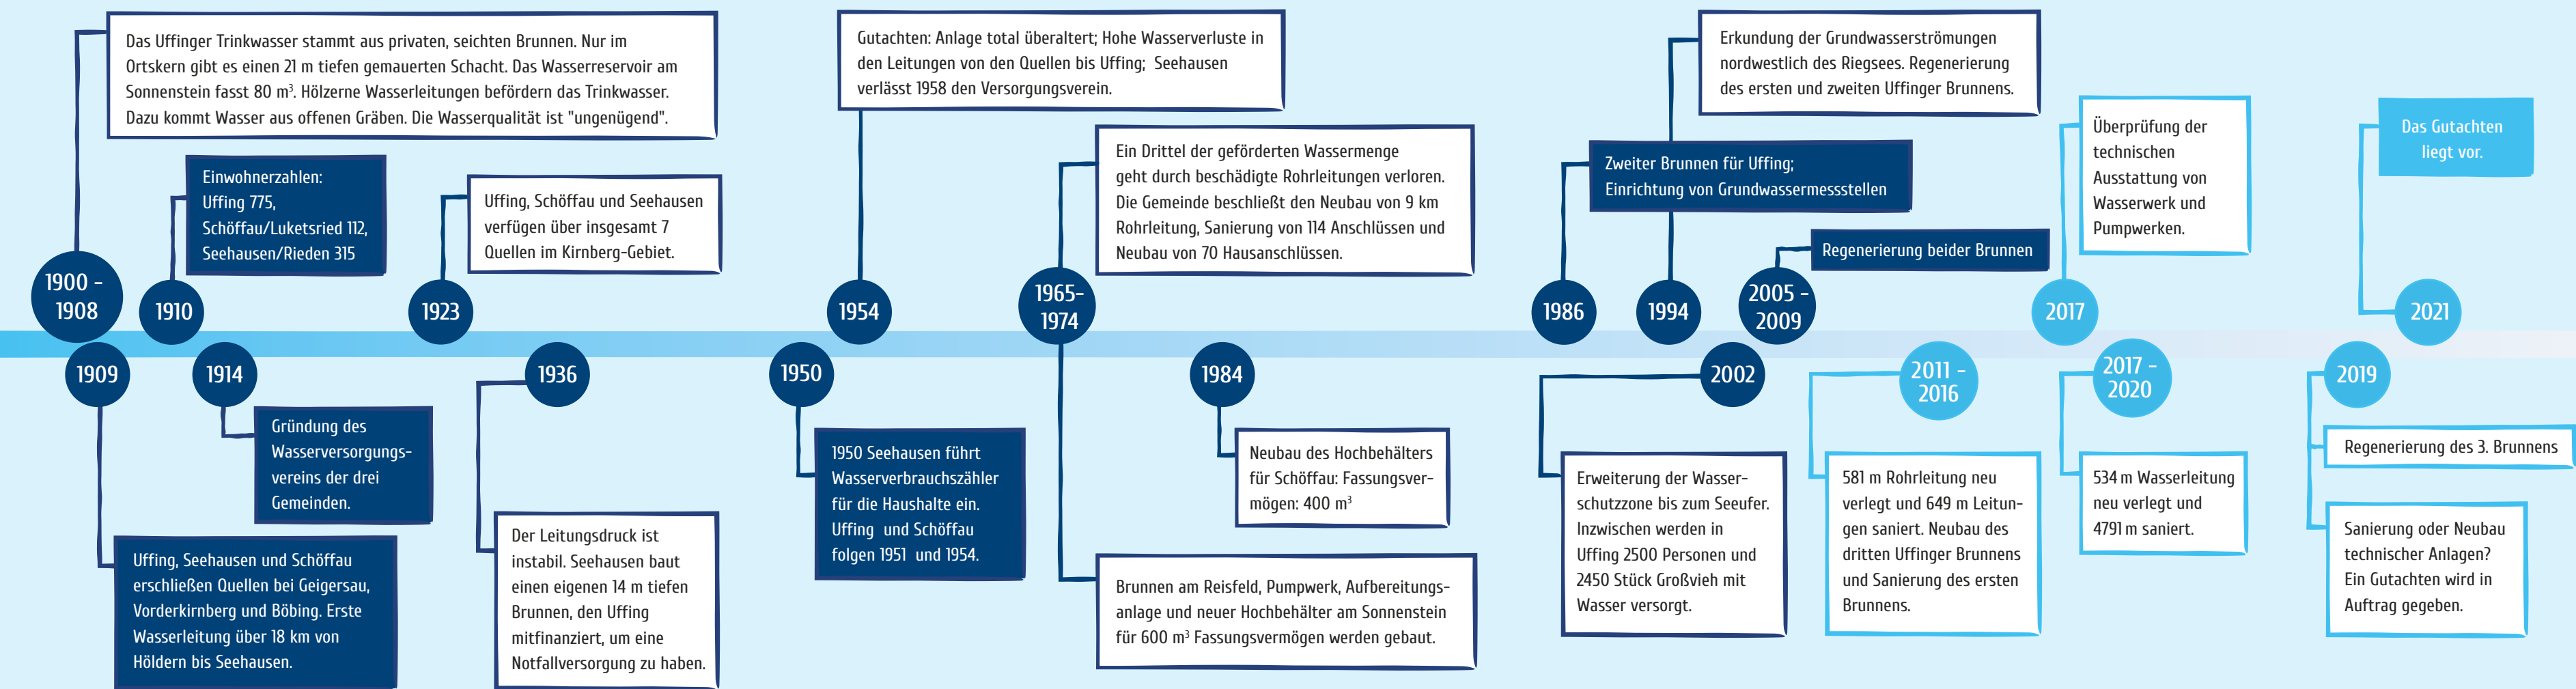 Das Uffinger Trinkwasser stammt aus privaten, seichten Brunnen. Nur im
Ortskern gibt es einen 21 m tiefen gemauerten Schacht. Das Wasserreservoir am
Sonnenstein fasst 80 m³. Hölzerne Wasserleitungen befördern das Trinkwasser.
Dazu kommt Wasser aus offenen Gräben. Die Wasserqualität ist "ungenügend".
1900 -
1908
Uffing, Seehausen und Schöffau
erschließen Quellen bei Geigersau,
Vorderkirnberg und Böbing. Erste
Wasserleitung über 18 km von
Höldern bis Seehausen.
1909
Einwohnerzahlen:
Uffing 775,
Schöffau/Luketsried 112,
Seehausen/Rieden 315
1910
1914
Gründung des
Wasserversorgungs-
vereins der drei
Gemeinden.
Uffing, Schöffau und Seehausen
verfügen über insgesamt 7
Quellen im Kirnberg-Gebiet.
1923
1936
Der Leitungsdruck ist
instabil. Seehausen baut
einen eigenen 14 m tiefen
Brunnen, den Uffing
mitfinanziert, um eine
Notfallversorgung zu haben.
1950
1950 Seehausen führt
Wasserverbrauchszähler
für die Haushalte ein.
Uffing und Schöffau
folgen 1951 und 1954.
Gutachten: Anlage total überaltert; Hohe Wasserverluste in
den Leitungen von den Quellen bis Uffing; Seehausen
verlässt 1958 den Versorgungsverein.
1954
Ein Drittel der geförderten Wassermenge
geht durch beschädigte Rohrleitungen verloren.
Die Gemeinde beschließt den Neubau von 9 km
Rohrleitung, Sanierung von 114 Anschlüssen und
Neubau von 70 Hausanschlüssen.
1965-
1974
Brunnen am Reisfeld, Pumpwerk, Aufbereitungs-
anlage und neuer Hochbehälter am Sonnenstein
für 600 m³ Fassungsvermögen werden gebaut.
1984
Neubau des Hochbehälters
für Schöffau: Fassungsver-
mögen: 400 m³
Zweiter Brunnen für Uffing;
Einrichtung von Grundwassermessstellen
1986
Erkundung der Grundwasserströmungen
nordwestlich des Riegsees. Regenerierung
des ersten und zweiten Uffinger Brunnens.
1994
2002
Erweiterung der Wasser-
schutzzone bis zum Seeufer.
Inzwischen werden in
Uffing 2500 Personen und
2450 Stück Großvieh mit
Wasser versorgt.
Regenerierung beider Brunnen
2005 -
2009
2011 -
2016
581 m Rohrleitung neu
verlegt und 649 m Leitun-
gen saniert. Neubau des
dritten Uffinger Brunnens
und Sanierung des ersten
Brunnens.
Überprüfung der
technischen
Ausstattung von
Wasserwerk und
Pumpwerken.
2017
2017 -
2020
534 m Wasserleitung
neu verlegt und
4791 m saniert.
2019
Regenerierung des 3. Brunnens
Sanierung oder Neubau
technischer Anlagen?
Ein Gutachten wird in
Auftrag gegeben.
Das Gutachten
liegt vor.
2021